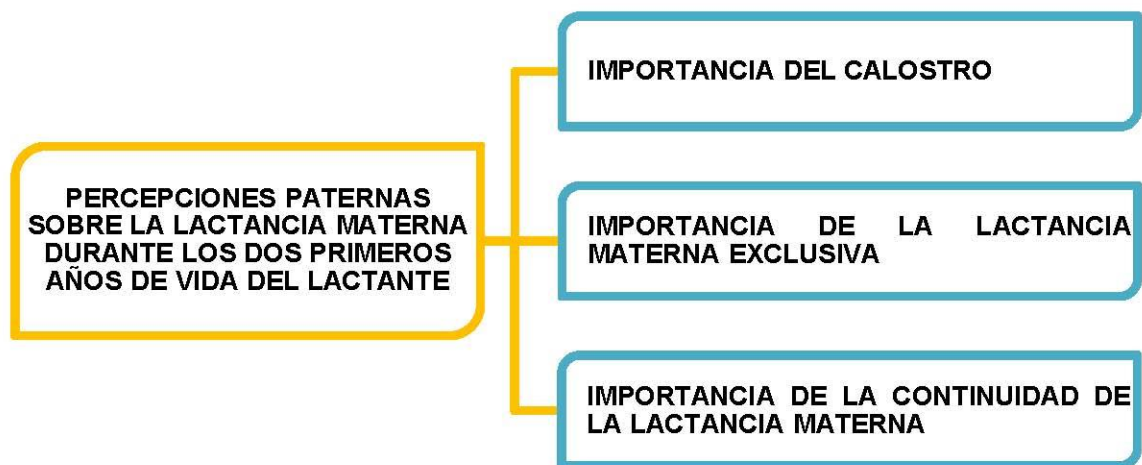 PERCEPCIONES PATERNAS
SOBRE LA LACTANCIA MATERNA
DURANTE LOS DOS PRIMEROS
AÑOS DE VIDA DEL LACTANTE
IMPORTANCIA DEL CALOSTRO
IMPORTANCIA DE LA LACTANCIA
MATERNA EXCLUSIVA
IMPORTANCIA DE LA CONTINUIDAD DE
LA LACTANCIA MATERNA